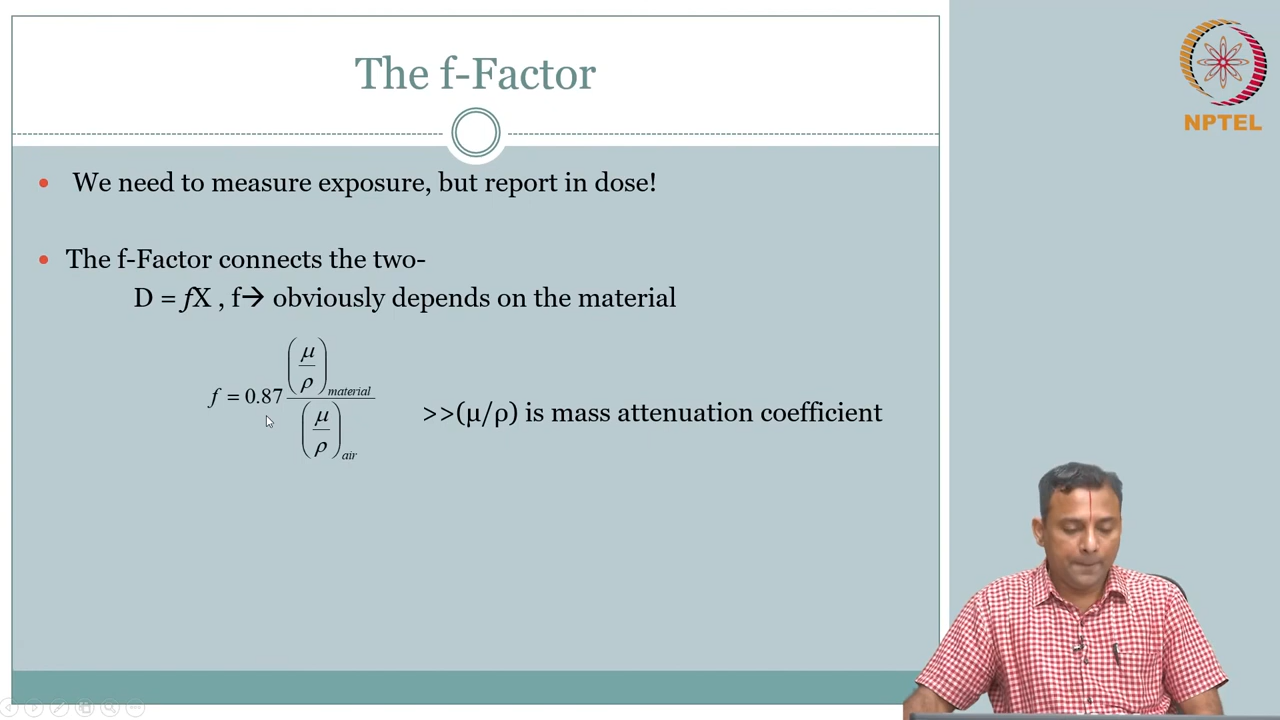 The f-Factor
NPTEL
• We need to measure exposure, but report in dose!
• The f-Factor connects the two-
D = fX , f→ obviously depends on the material
f = 0.87 (μ/ρ)material / (μ/ρ)air
>>(μ/ρ) is mass attenuation coefficient